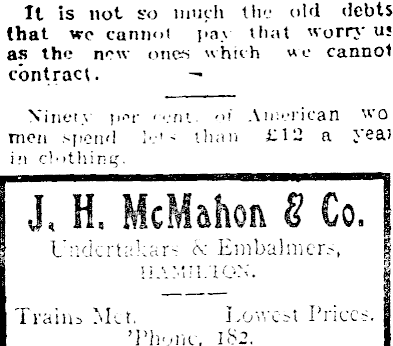 It is not so much the old debts
that we cannot pay that worry us
as the new ones which we cannot
contract.
Ninety per cent. of American wo
men spend less than £12 a year
in clothing.
J. H. McMahon & Co.
Undertakars & Embalmers,
HAMILTON.
Trains Met. Lowest Prices.
'Phone, 182.